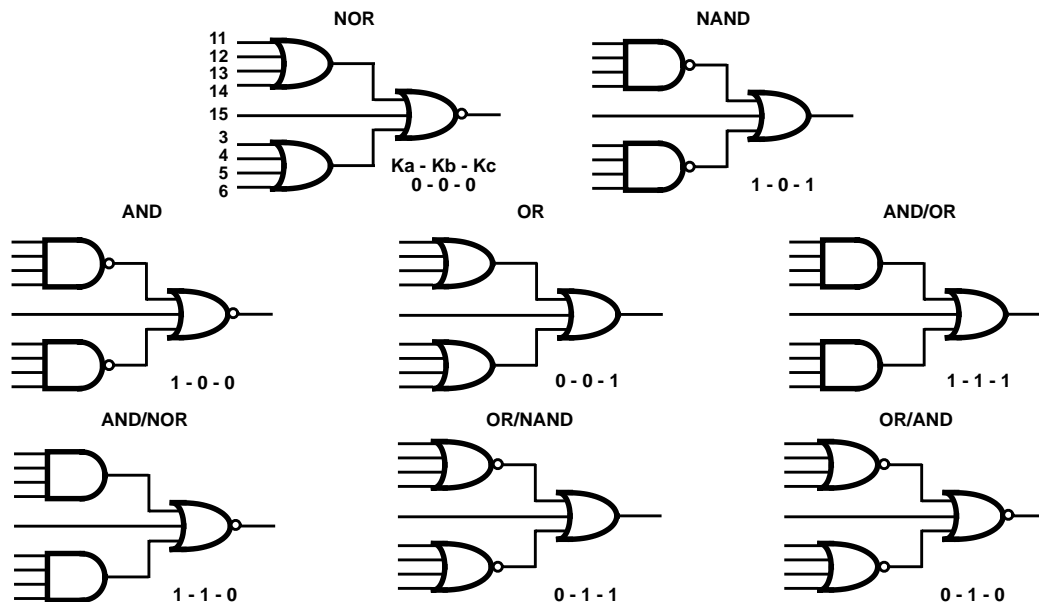 NOR
NAND
11
12
13
14
15
3
4
5
6
Ka - Kb - Kc
0 - 0 - 0
1 - 0 - 1
AND
OR
AND/OR
1 - 0 - 0
0 - 0 - 1
1 - 1 - 1
AND/NOR
OR/NAND
OR/AND
1 - 1 - 0
0 - 1 - 1
0 - 1 - 0